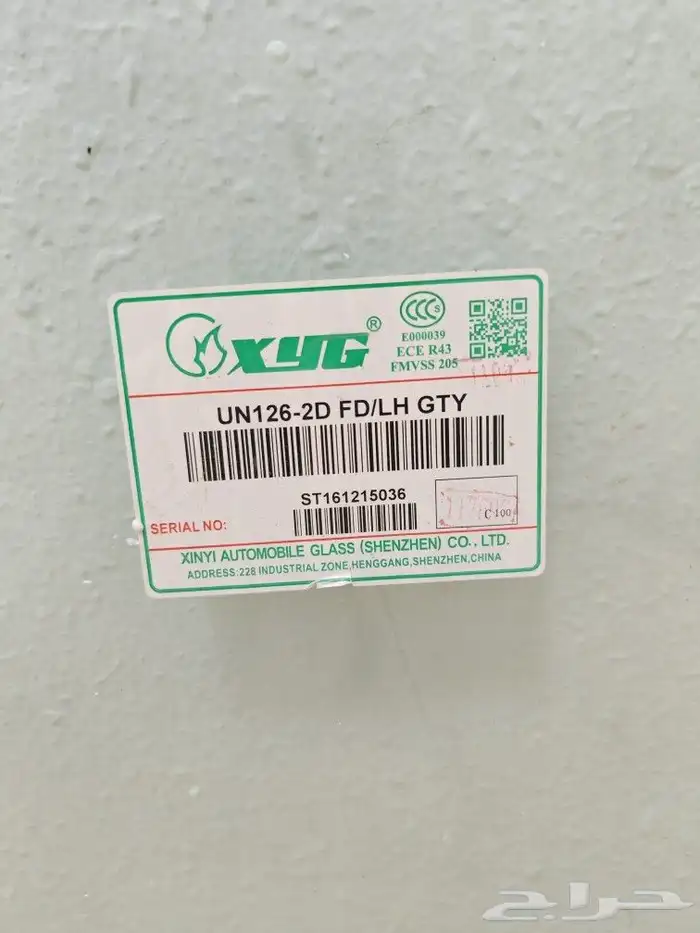 XYG®
CCC S
E000039
ECE R43
FMVSS 205
UN126-2D FD/LH GTY
ST161215036
SERIAL NO:
C 100
XINYI AUTOMOBILE GLASS (SHENZHEN) CO., LTD.
ADDRESS:228 INDUSTRIAL ZONE,HENGGANG,SHENZHEN,CHINA
حراج